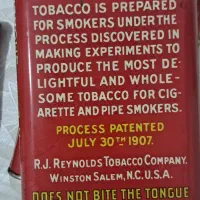 TOBACCO IS PREPARED
FOR SMOKERS UNDER THE
PROCESS DISCOVERED IN
MAKING EXPERIMENTS TO
PRODUCE THE MOST DE-
LIGHTFUL AND WHOLE-
SOME TOBACCO FOR CIG-
ARETTE AND PIPE SMOKERS.
PROCESS PATENTED
JULY 30TH 1907.
R.J. REYNOLDS TOBACCO COMPANY,
WINSTON SALEM, N.C. U.S.A.
DOES NOT BITE THE TONGUE